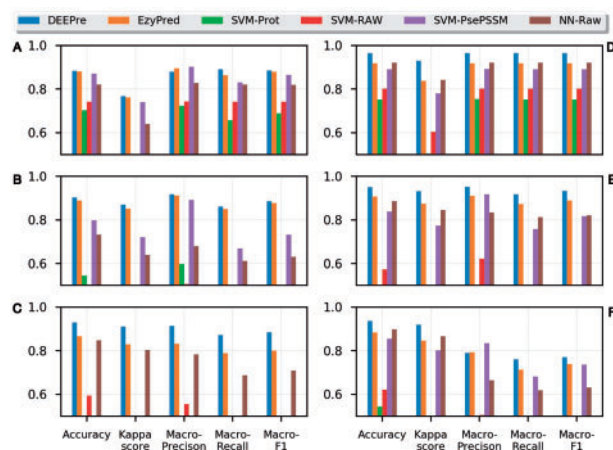 DEEPre EzyPred SVM-Prot SVM-RAW SVM-PsePSSM NN-Raw
A 1.0 0.8 0.6
D 1.0 0.8 0.6
B 1.0 0.8 0.6
E 1.0 0.8 0.6
C 1.0 0.8 0.6
F 1.0 0.8 0.6
Accuracy Kappa score Macro-Precison Macro-Recall Macro-F1
Accuracy Kappa score Macro-Precison Macro-Recall Macro-F1